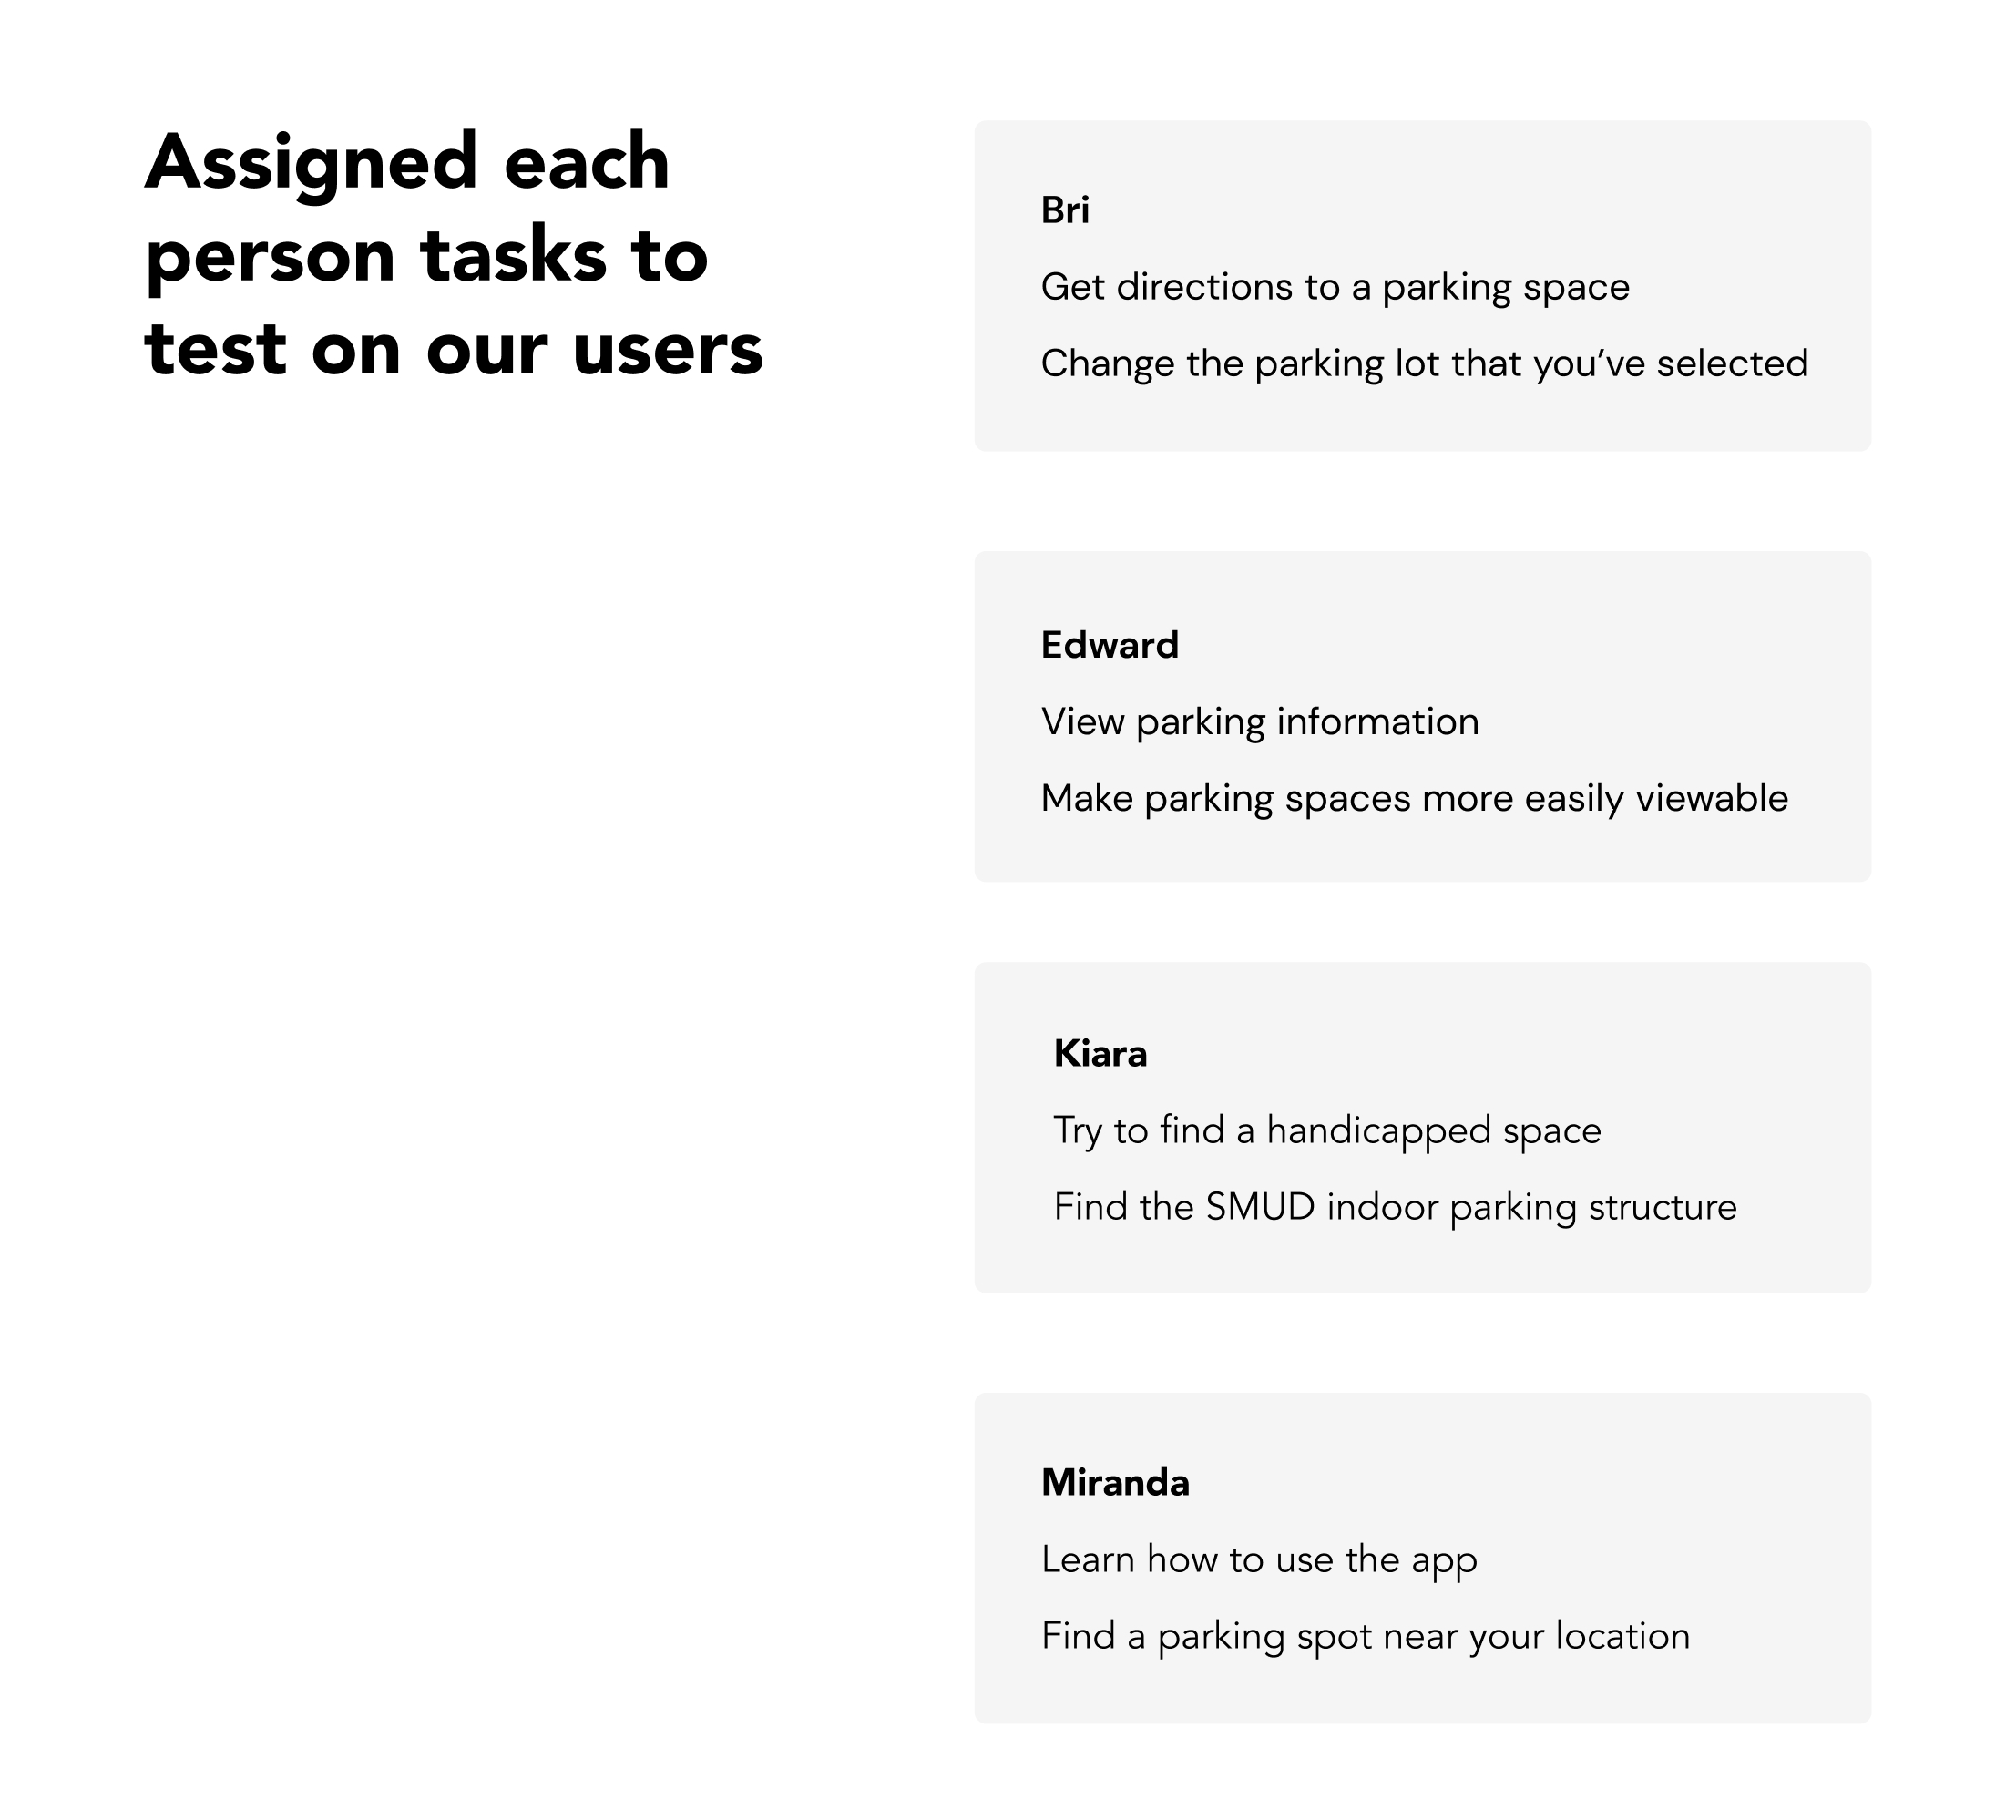 Assigned each
person tasks to
test on our users
Bri
Get directions to a parking space
Change the parking lot that you’ve selected
Edward
View parking information
Make parking spaces more easily viewable
Kiara
Try to find a handicapped space
Find the SMUD indoor parking structure
Miranda
Learn how to use the app
Find a parking spot near your location